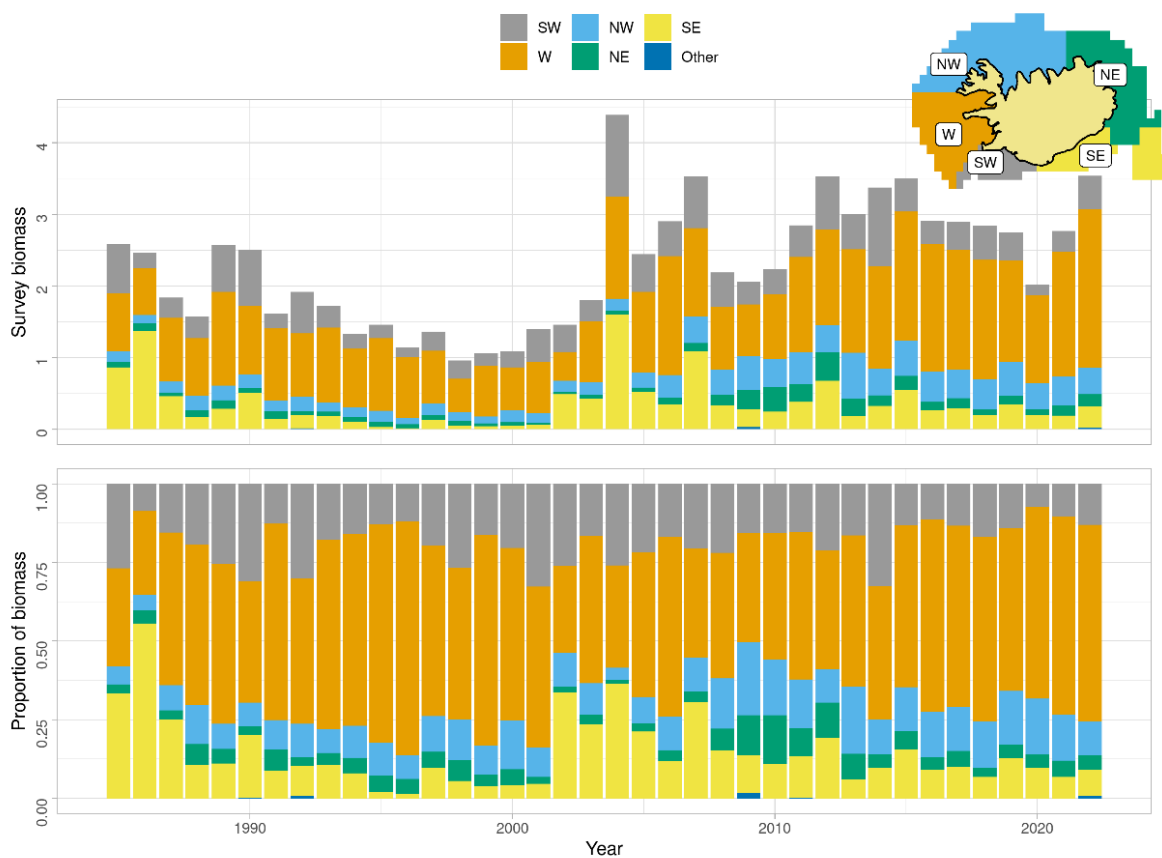 SW NW SE
W NE Other
NW
NE
W
SW
SE
Survey biomass
4
3
2
1
0
Proportion of biomass
1.00
0.75
0.50
0.25
0.00
1990 2000 2010 2020
Year